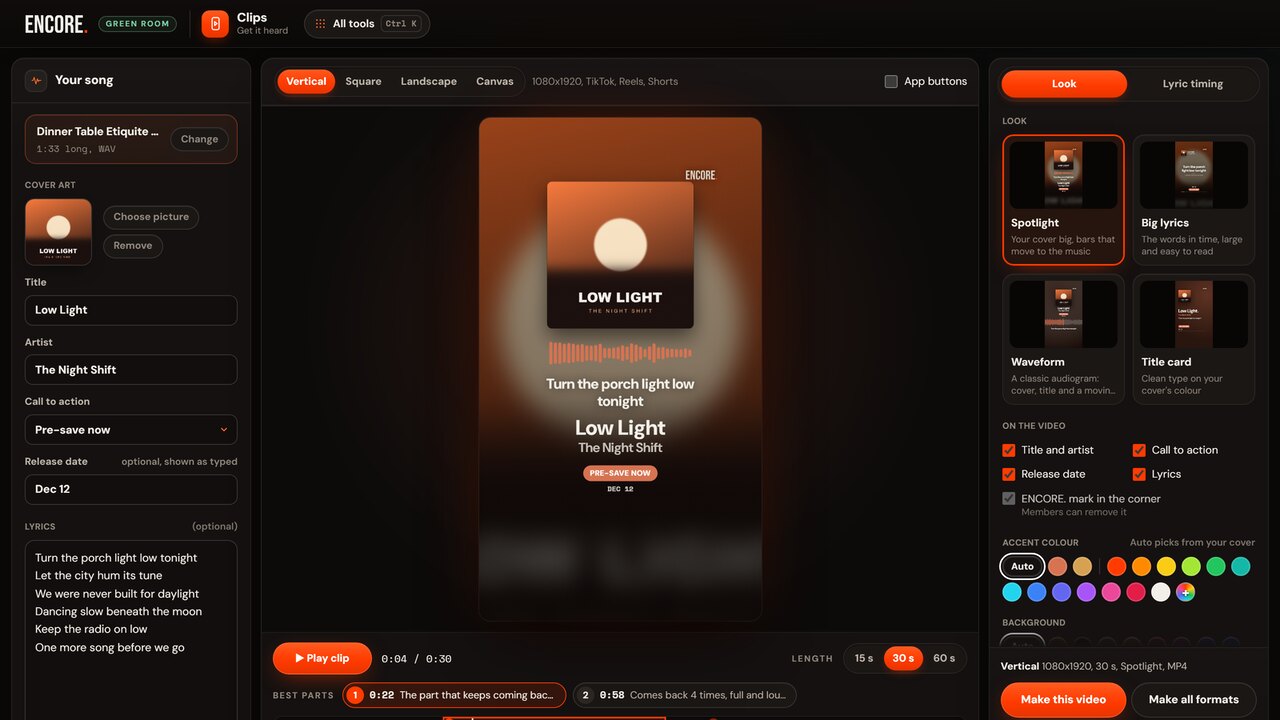 ENCORE.
GREEN ROOM
Clips
Get it heard
All tools
Ctrl K
Your song
Dinner Table Etiquite ...
1:33 long, WAV
Change
COVER ART
LOW LIGHT
Choose picture
Remove
Title
Low Light
Artist
The Night Shift
Call to action
Pre-save now
Release date
optional, shown as typed
Dec 12
LYRICS
(optional)
Turn the porch light low tonight
Let the city hum its tune
We were never built for daylight
Dancing slow beneath the moon
Keep the radio on low
One more song before we go
Vertical
Square
Landscape
Canvas
1080x1920, TikTok, Reels, Shorts
App buttons
ENCORE
LOW LIGHT
THE NIGHT SHIFT
Turn the porch light low
tonight
Low Light
The Night Shift
PRE-SAVE NOW
DEC 12
Play clip
0:04 / 0:30
LENGTH
15 s
30 s
60 s
BEST PARTS
1 0:22 The part that keeps coming bac...
2 0:58 Comes back 4 times, full and lou...
Look
Lyric timing
LOOK
Spotlight
Your cover big, bars that
move to the music
Big lyrics
The words in time, large
and easy to read
Waveform
A classic audiogram:
cover, title and a movin...
Title card
Clean type on your
cover's colour
ON THE VIDEO
Title and artist
Call to action
Release date
Lyrics
ENCORE. mark in the corner
Members can remove it
ACCENT COLOUR
Auto picks from your cover
Auto
BACKGROUND
Auto
Vertical 1080x1920, 30 s, Spotlight, MP4
Make this video
Make all formats